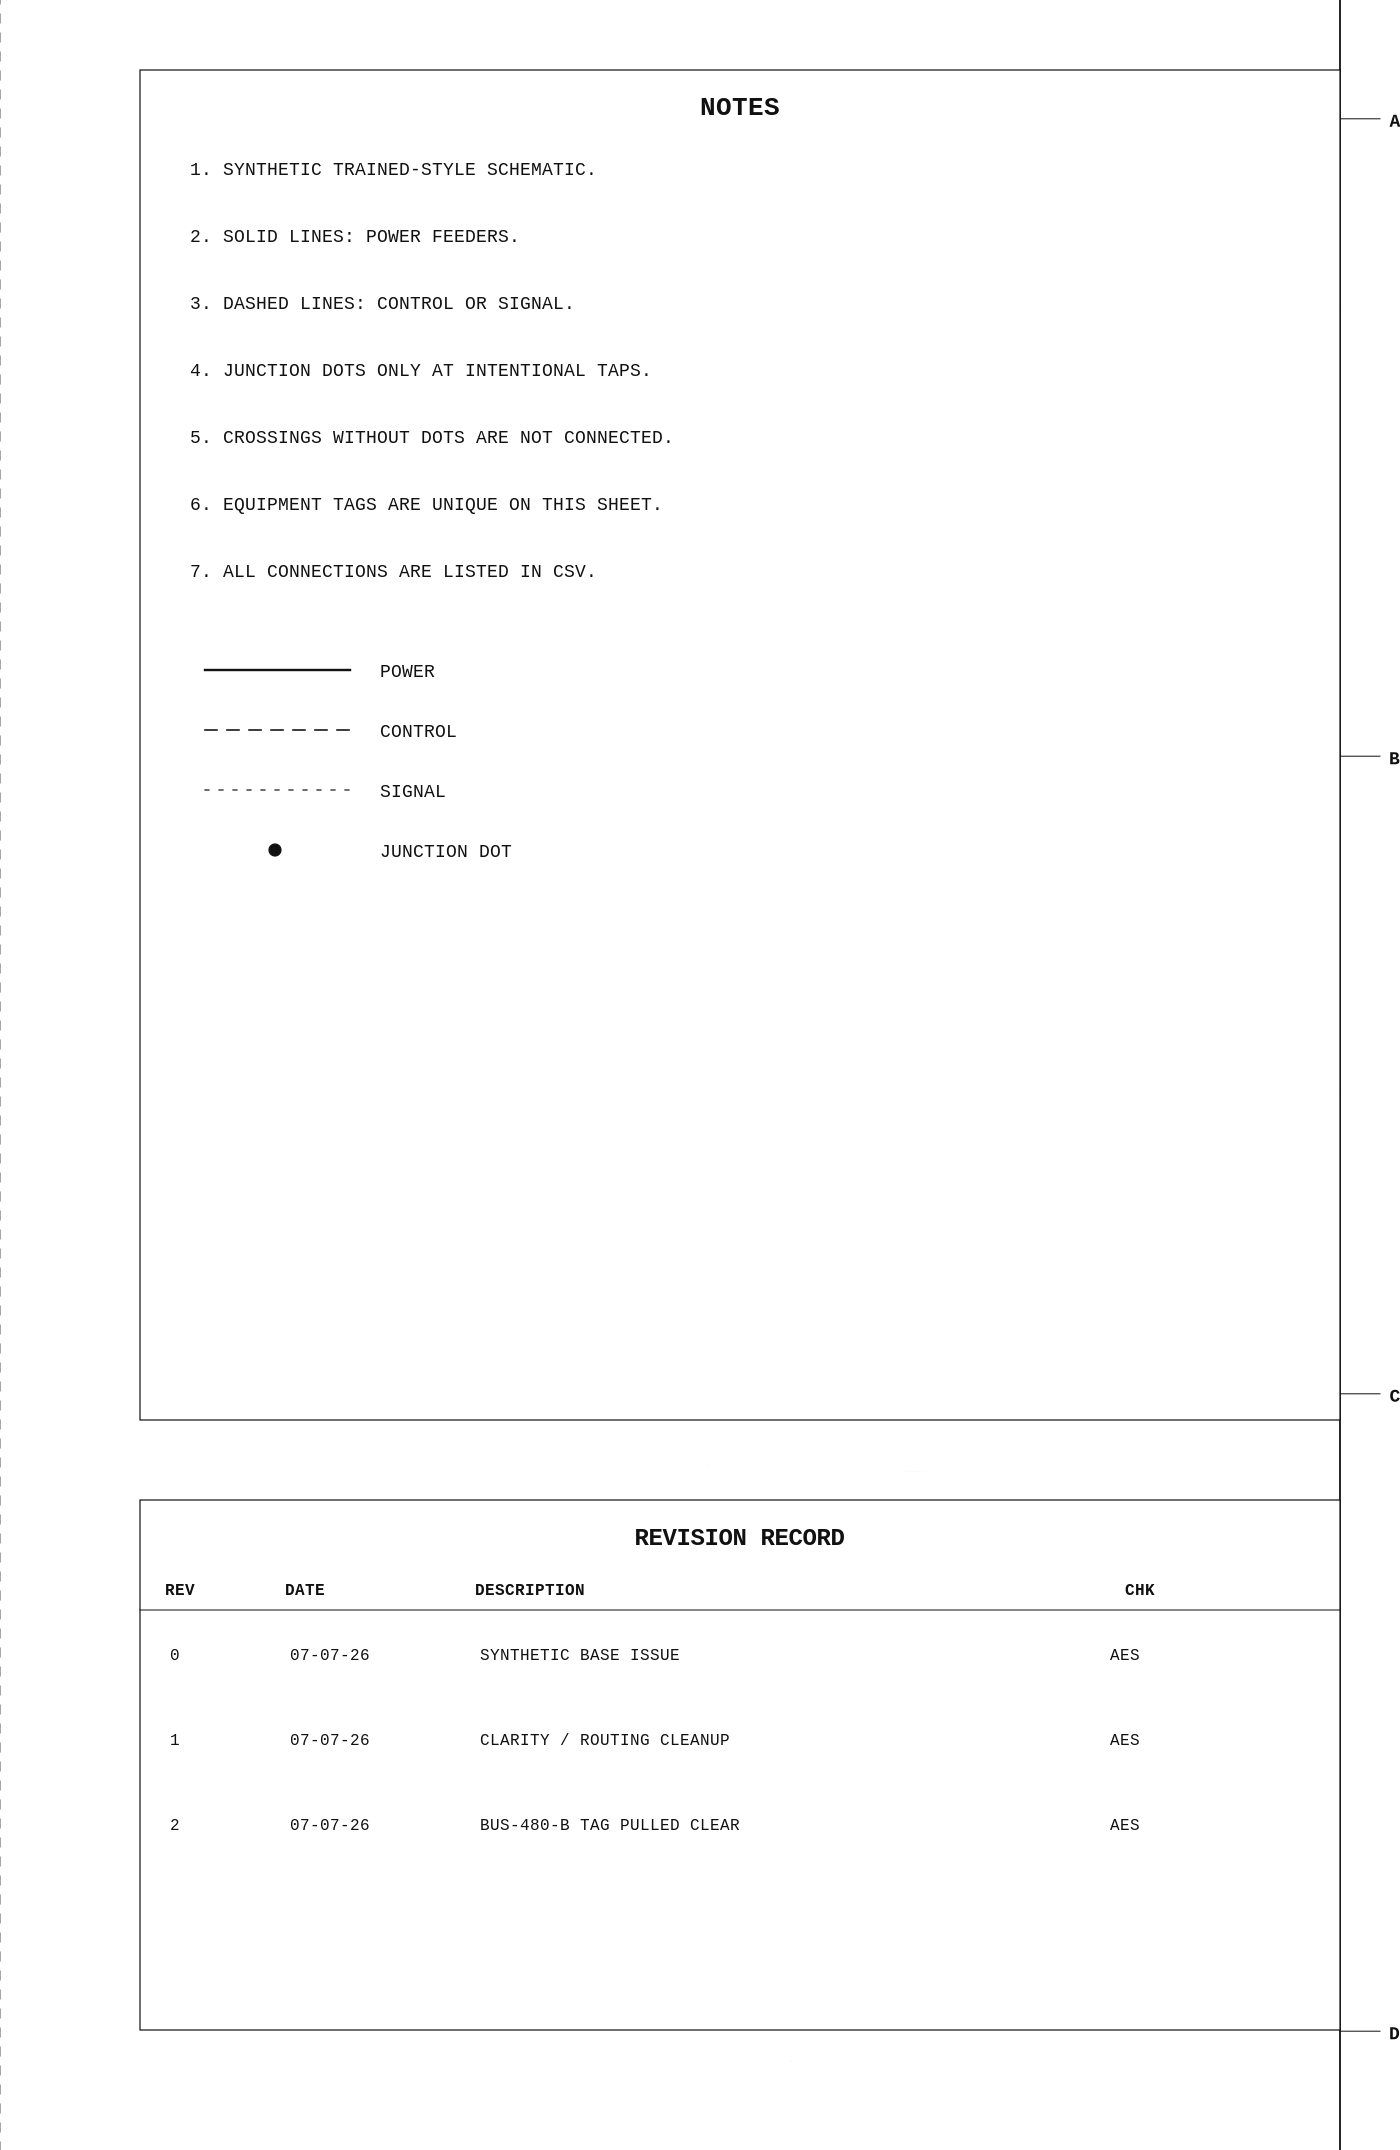 NOTES
A
1. SYNTHETIC TRAINED-STYLE SCHEMATIC.
2. SOLID LINES: POWER FEEDERS.
3. DASHED LINES: CONTROL OR SIGNAL.
4. JUNCTION DOTS ONLY AT INTENTIONAL TAPS.
5. CROSSINGS WITHOUT DOTS ARE NOT CONNECTED.
6. EQUIPMENT TAGS ARE UNIQUE ON THIS SHEET.
7. ALL CONNECTIONS ARE LISTED IN CSV.
POWER
CONTROL
B
SIGNAL
JUNCTION DOT
C
REVISION RECORD
REV DATE DESCRIPTION CHK
0 07-07-26 SYNTHETIC BASE ISSUE AES
1 07-07-26 CLARITY / ROUTING CLEANUP AES
2 07-07-26 BUS-480-B TAG PULLED CLEAR AES
D